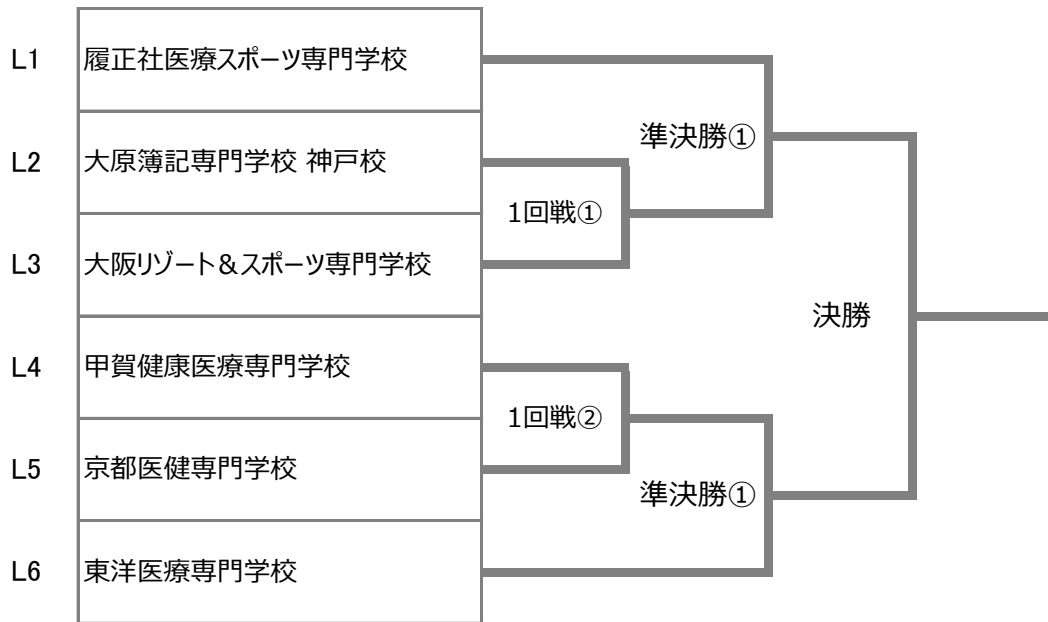 L1 履正社医療スポーツ専門学校
準決勝①
L2 大原簿記専門学校 神戸校
1回戦①
L3 大阪リゾート＆スポーツ専門学校
決勝
L4 甲賀健康医療専門学校
1回戦②
L5 京都医健専門学校
準決勝①
L6 東洋医療専門学校